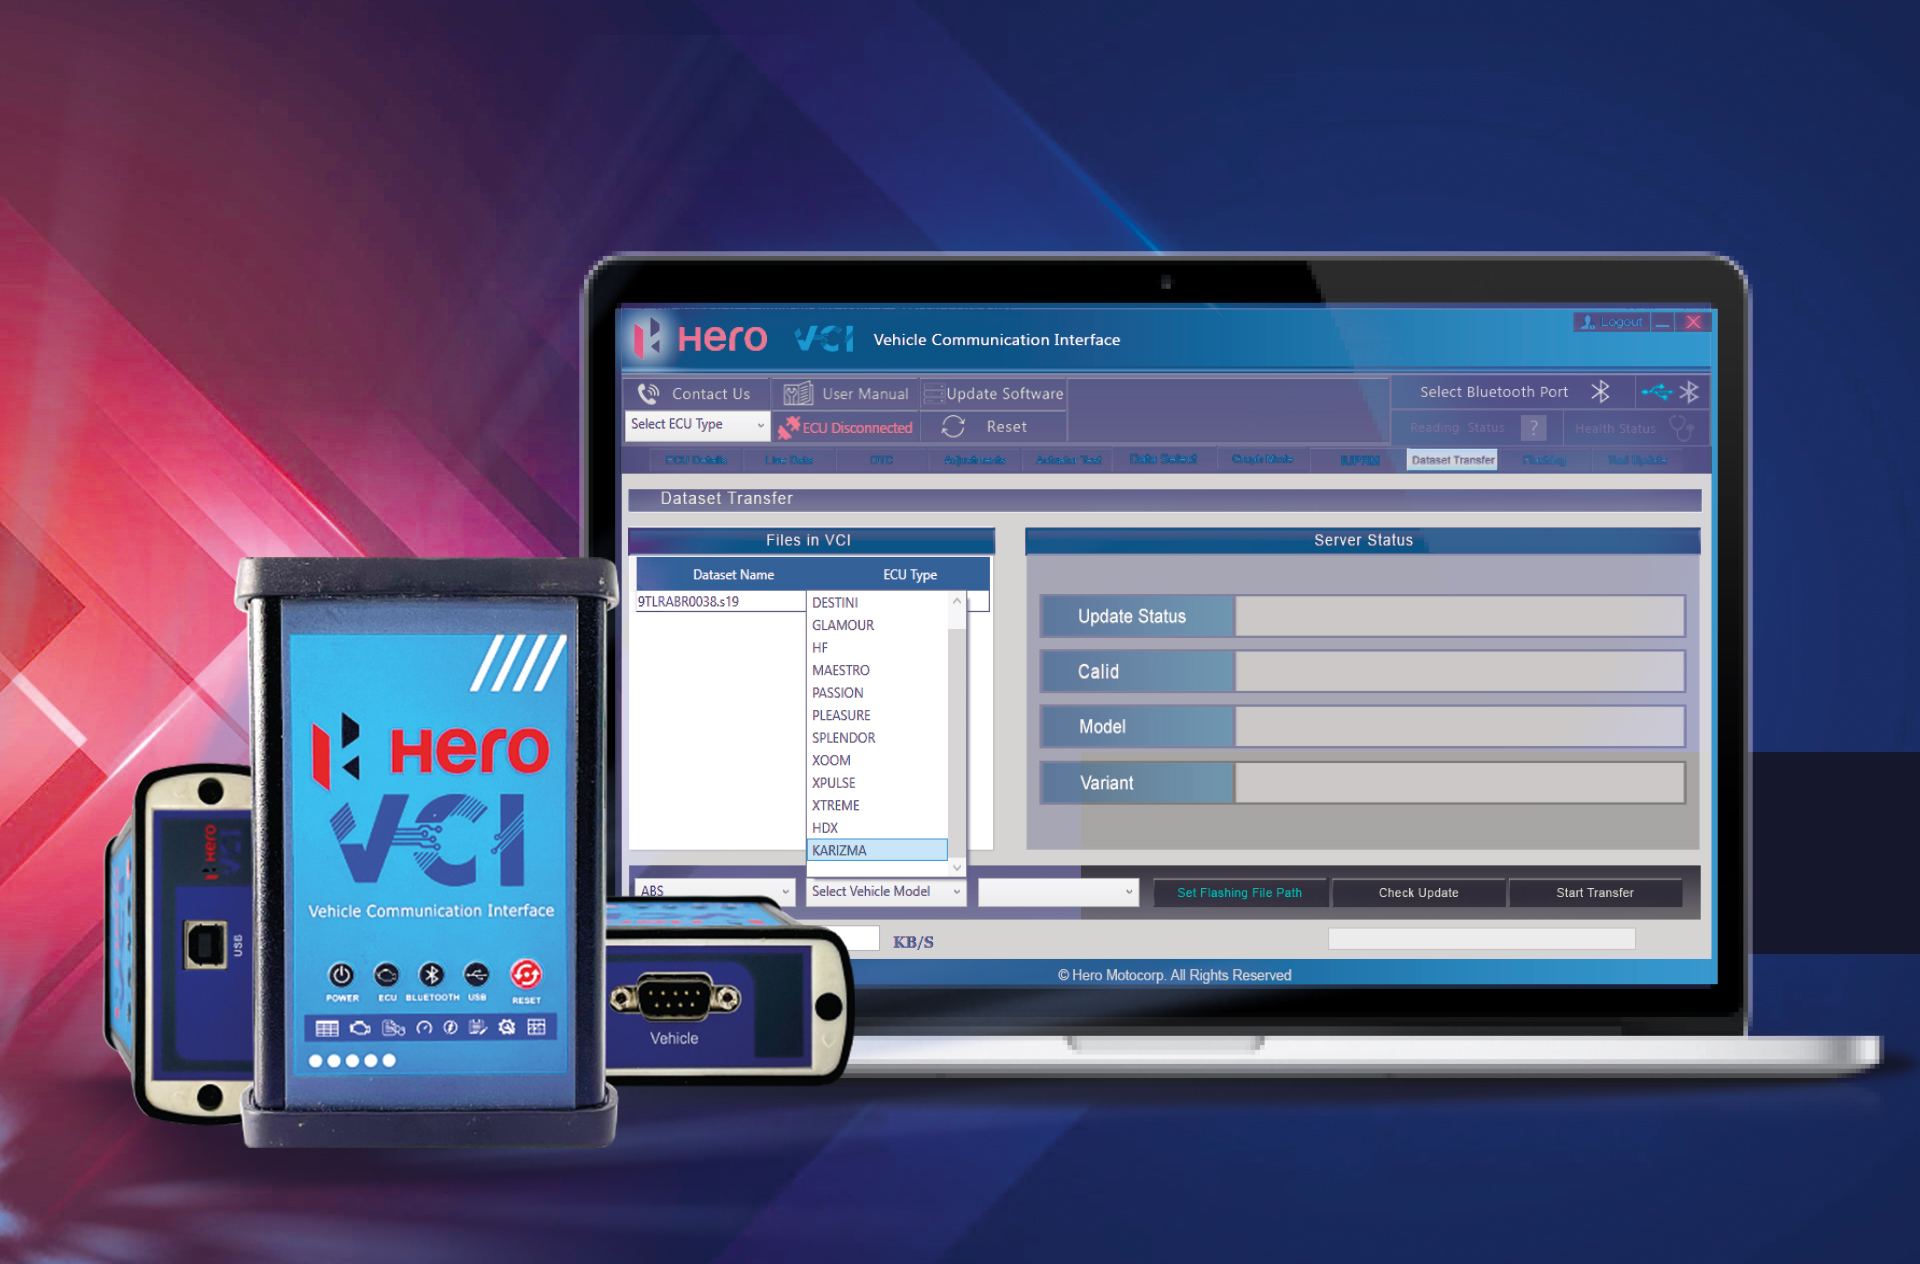 Hero VCI Vehicle Communication Interface
Logout
Contact Us
User Manual
Update Software
Select Bluetooth Port
Select ECU Type
ECU Disconnected
Reset
Reading Status ?
Health Status
ECU Details
Live Data
DTC
Adjustments
Actuator Test
Data Select
Graph Mode
Dataset Transfer
Flashing
Tool Update
Dataset Transfer
Files in VCI
Server Status
Dataset Name
ECU Type
9TLRABR0038.s19
DESTINI
GLAMOUR
HF
MAESTRO
PASSION
PLEASURE
SPLENDOR
XOOM
XPULSE
XTREME
HDX
KARIZMA
Update Status
Calid
Model
Variant
ABS
Select Vehicle Model
Set Flashing File Path
Check Update
Start Transfer
KB/S
© Hero Motocorp. All Rights Reserved
Hero
VCI
Vehicle Communication Interface
POWER
ECU
BLUETOOTH
USB
RESET
Hero
VCI
USB
Vehicle